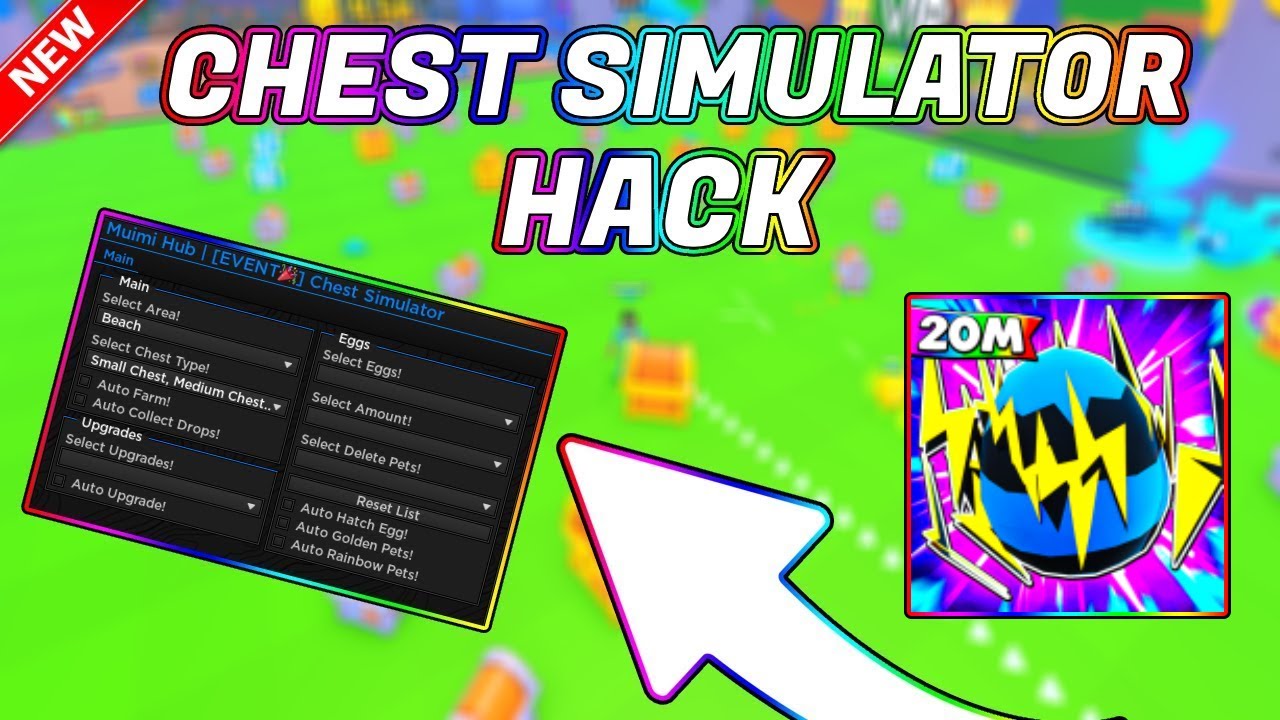 NEW
CHEST SIMULATOR
HACK
Muimi Hub | [EVENT🎉] Chest Simulator
Main
Main
Select Area!
Beach
Select Chest Type!
Small Chest, Medium Chest..
Auto Farm!
Auto Collect Drops!
Upgrades
Select Upgrades!
Auto Upgrade!
Eggs
Select Eggs!
Select Amount!
Select Delete Pets!
Reset List
Auto Hatch Egg!
Auto Golden Pets!
Auto Rainbow Pets!
20M